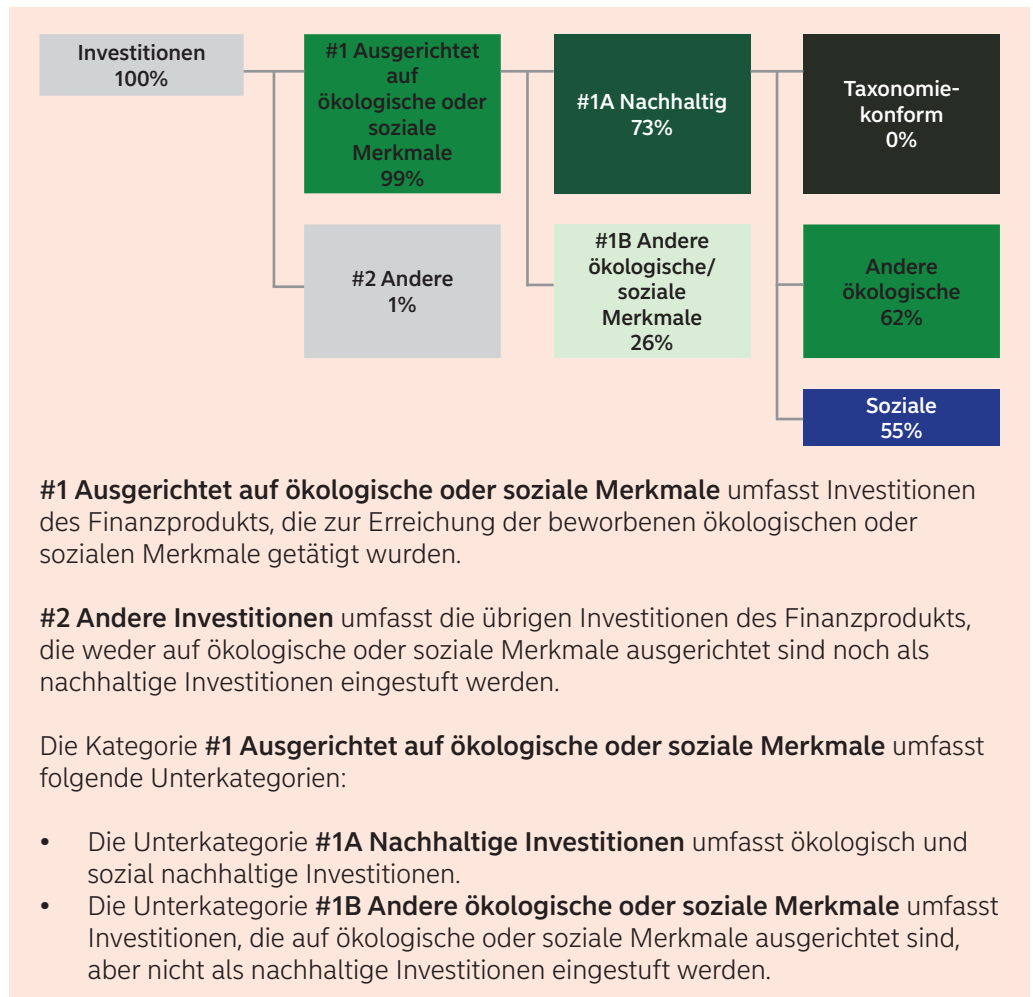 Investitionen
100%
#1 Ausgerichtet
auf
ökologische oder
soziale
Merkmale
99%
#1A Nachhaltig
73%
Taxonomie-
konform
0%
#2 Andere
1%
#1B Andere
ökologische/
soziale
Merkmale
26%
Andere
ökologische
62%
Soziale
55%
#1 Ausgerichtet auf ökologische oder soziale Merkmale umfasst Investitionen
des Finanzprodukts, die zur Erreichung der beworbenen ökologischen oder
sozialen Merkmale getätigt wurden.
#2 Andere Investitionen umfasst die übrigen Investitionen des Finanzprodukts,
die weder auf ökologische oder soziale Merkmale ausgerichtet sind noch als
nachhaltige Investitionen eingestuft werden.
Die Kategorie #1 Ausgerichtet auf ökologische oder soziale Merkmale umfasst
folgende Unterkategorien:
• Die Unterkategorie #1A Nachhaltige Investitionen umfasst ökologisch und
sozial nachhaltige Investitionen.
• Die Unterkategorie #1B Andere ökologische oder soziale Merkmale umfasst
Investitionen, die auf ökologische oder soziale Merkmale ausgerichtet sind,
aber nicht als nachhaltige Investitionen eingestuft werden.